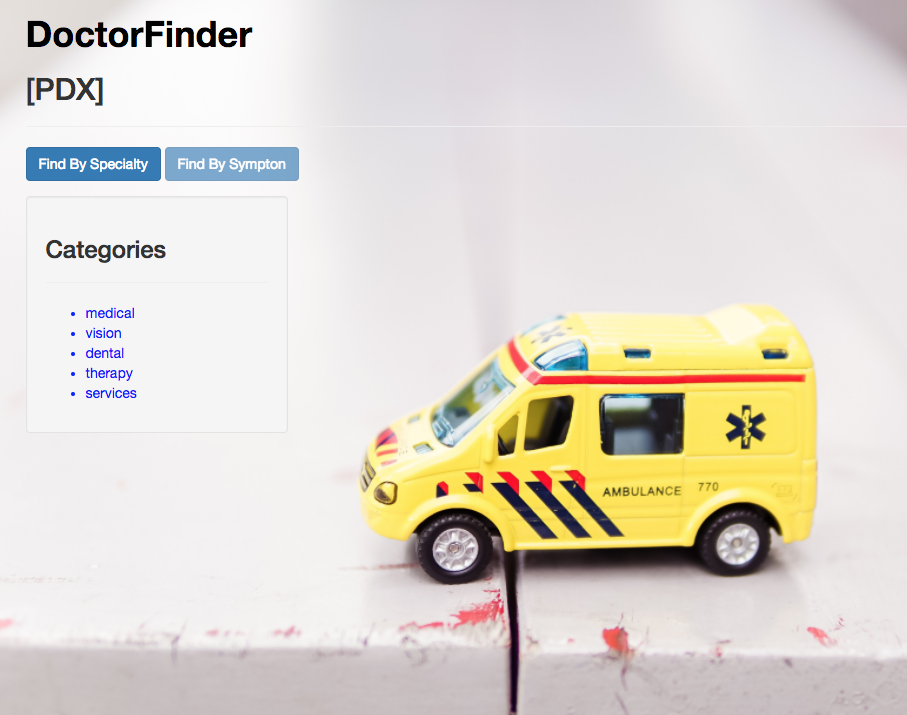 DoctorFinder
[PDX]
Find By Specialty Find By Sympton
Categories
medical
vision
dental
therapy
services
AMBULANCE 770